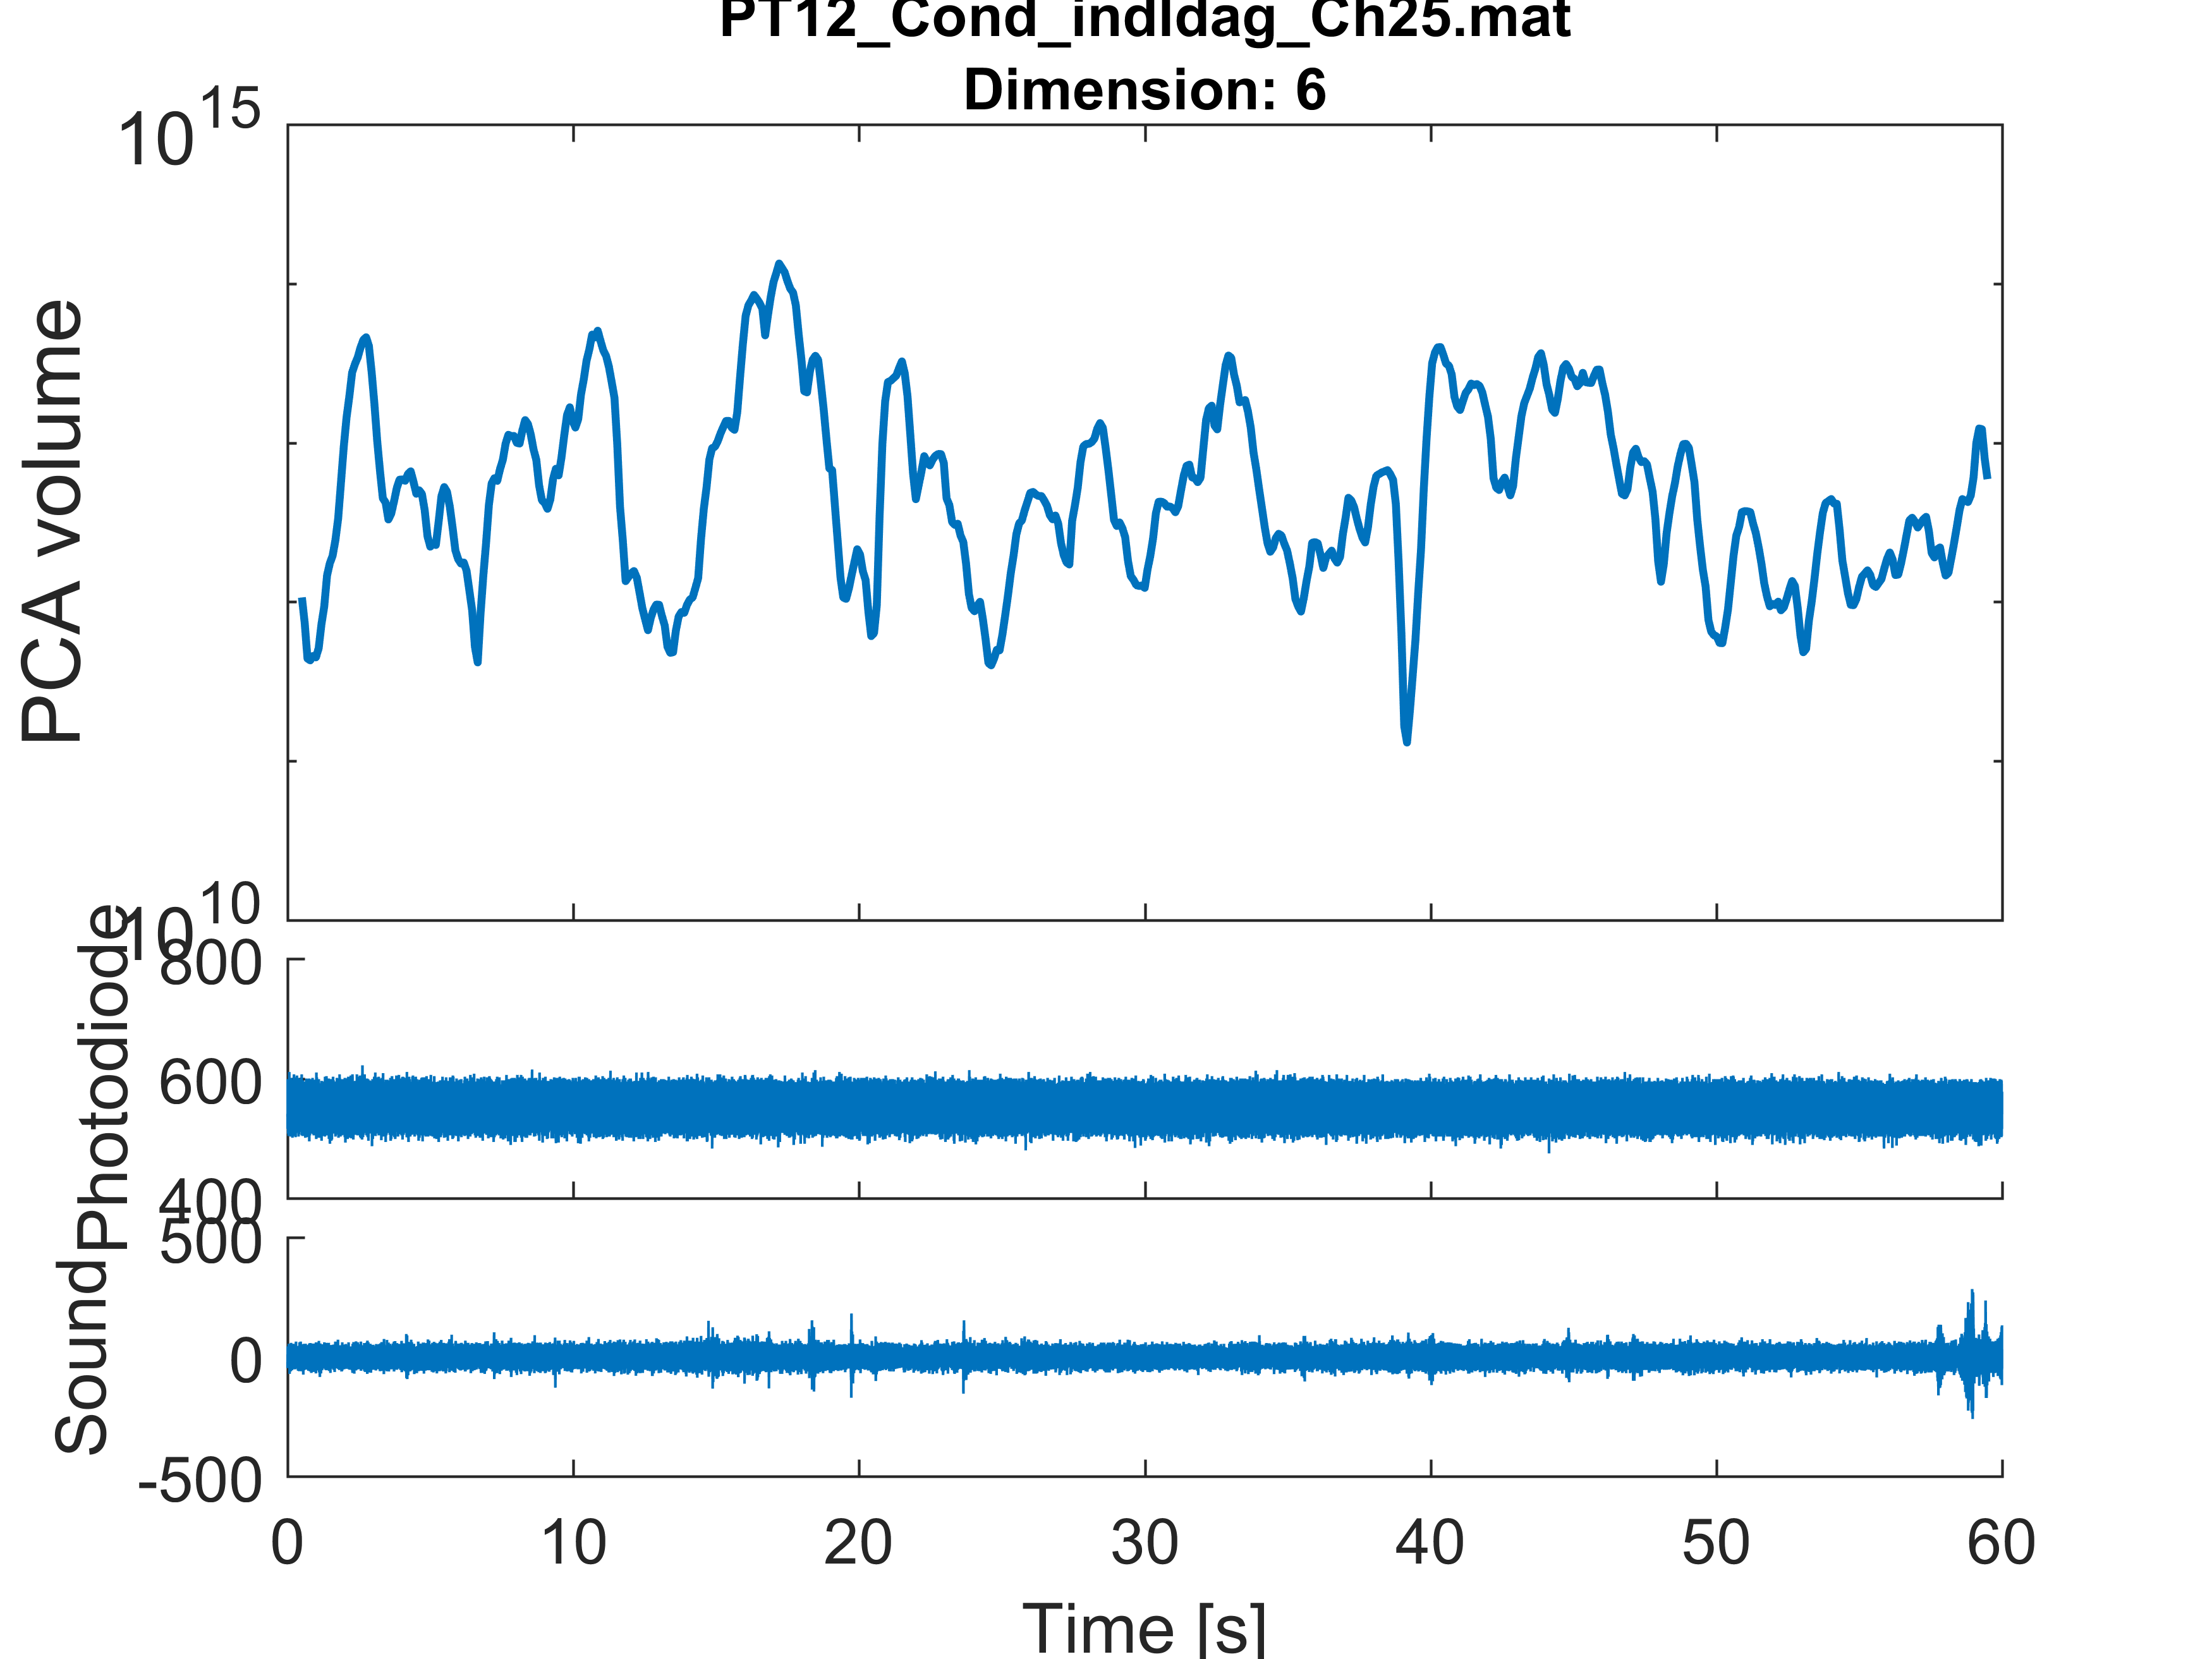 PT12_Cond_indIdag_Ch25.mat
Dimension: 6
10^15
PCA volume
10^10
Photodiode
800
600
400
Sound
500
0
-500
0 10 20 30 40 50 60
Time [s]